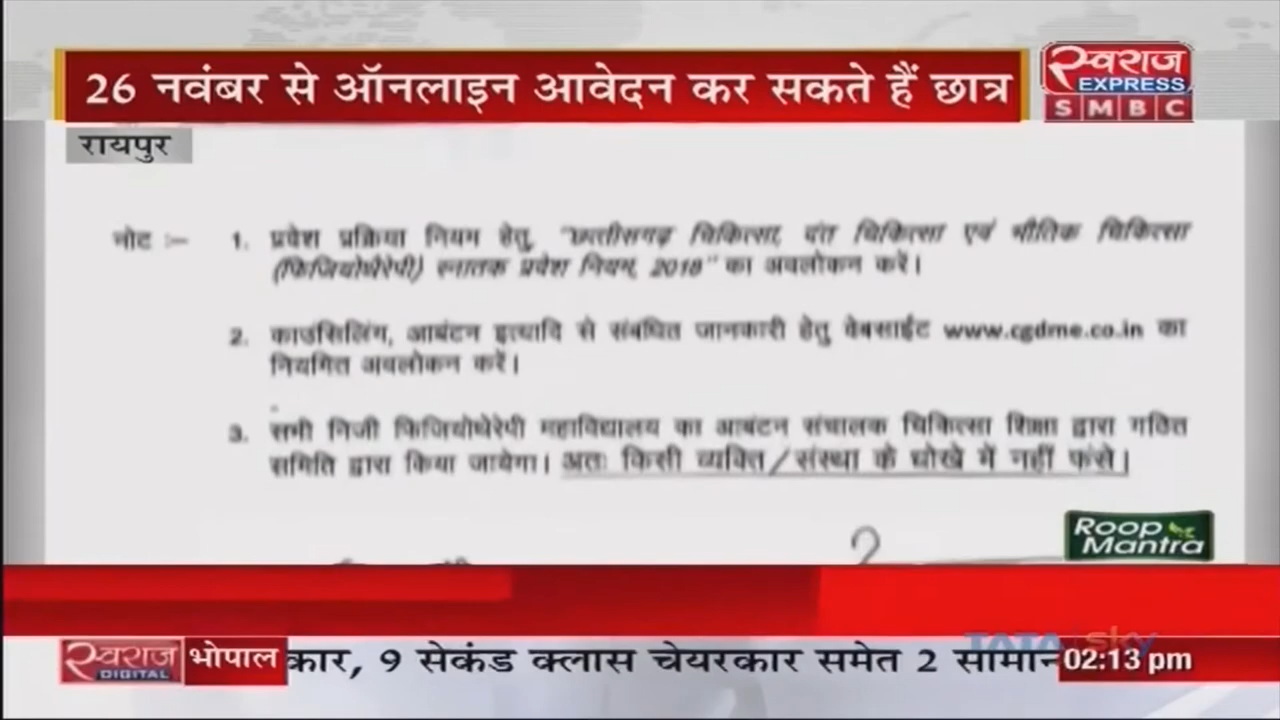 26 नवंबर से ऑनलाइन आवेदन कर सकते हैं छात्र
स्वराज
EXPRESS
SMBC
रायपुर
नोट :- 1. प्रवेश प्रक्रिया नियम हेतु, "छत्तीसगढ़ चिकित्सा, दंत चिकित्सा एवं भौतिक चिकित्सा
(फिजियोथेरेपी) स्नातक प्रवेश नियम, 2018" का अवलोकन करें।
2. काउंसिलिंग, आबंटन इत्यादि से संबंधित जानकारी हेतु वेबसाईट www.cgdme.co.in का
नियमित अवलोकन करें।
3. सभी निजी फिजियोथेरेपी महाविद्यालय का आबंटन संचालक चिकित्सा शिक्षा द्वारा गठित
समिति द्वारा किया जायेगा। अतः किसी व्यक्ति/संस्था के धोखे में नहीं फंसे।
Roop
Mantra
TATA sky
स्वराज
DIGITAL
भोपाल
कार, 9 सेकंड क्लास चेयरकार समेत 2 सामान
02:13 pm